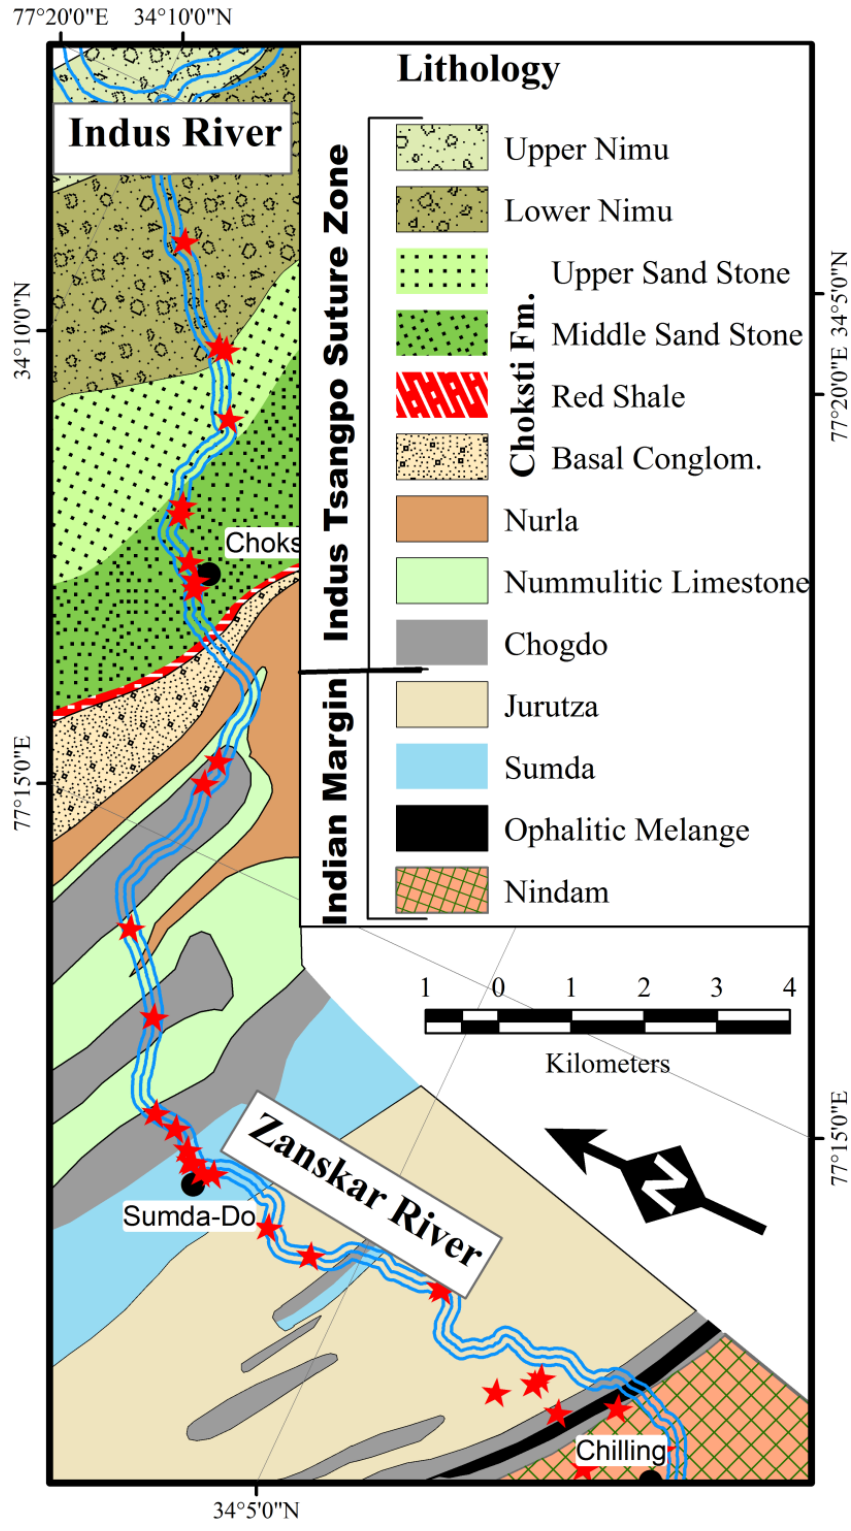 77°20'0"E 34°10'0"N
Lithology
Indus River
Upper Nimu
Lower Nimu
Upper Sand Stone
Middle Sand Stone
Red Shale
Basal Conglom.
Choksti Fm.
Nurla
Nummulitic Limestone
Chogdo
Indus Tsangpo Suture Zone
Jurutza
Sumda
Ophalitic Melange
Nindam
Indian Margin
34°10'0"N
34°5'0"N
77°20'0"E
Choks
77°15'0"E
1 0 1 2 3 4
Kilometers
Zanskar River
N
77°15'0"E
Sumda-Do
Chilling
34°5'0"N